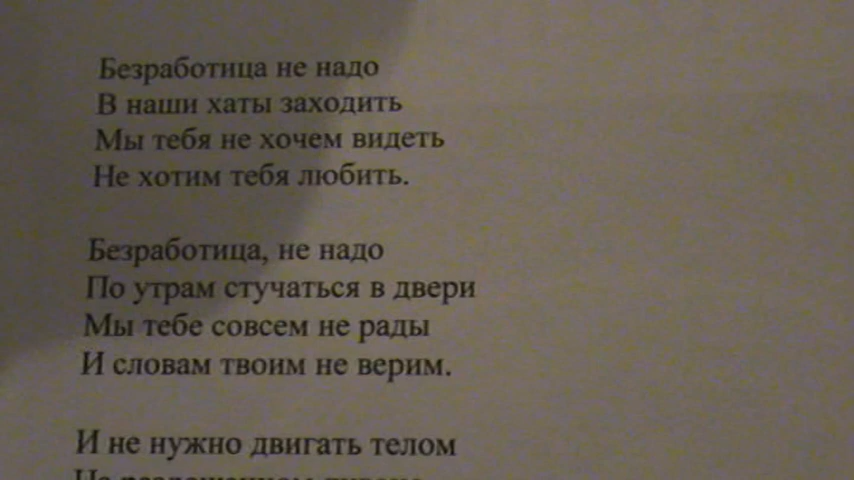 Безработица не надо
В наши хаты заходить
Мы тебя не хочем видеть
Не хотим тебя любить.
Безработица, не надо
По утрам стучаться в двери
Мы тебе совсем не рады
И словам твоим не верим.
И не нужно двигать телом